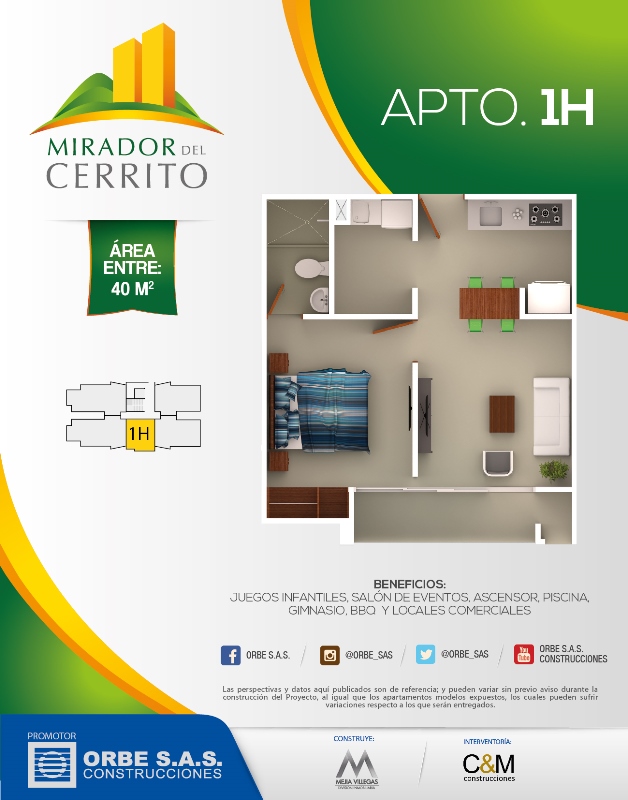 MIRADOR DEL
CERRITO
APTO. 1H
ÁREA
ENTRE:
40 M²
1H
BENEFICIOS:
JUEGOS INFANTILES, SALÓN DE EVENTOS, ASCENSOR, PISCINA,
GIMNASIO, BBQ Y LOCALES COMERCIALES
ORBE S.A.S.
@ORBE_SAS
@ORBE_SAS
You
Tube
ORBE S.A.S.
CONSTRUCCIONES
Las perspectivas y datos aquí publicados son de referencia; y pueden variar sin previo aviso durante la
construcción del Proyecto, al igual que los apartamentos modelos expuestos, los cuales pueden sufrir
variaciones respecto a los que serán entregados.
PROMOTOR
ORBE S.A.S.
CONSTRUCCIONES
CONSTRUYE:
MEJIA VILLEGAS
INTERVENTORÍA:
C&M
construcciones